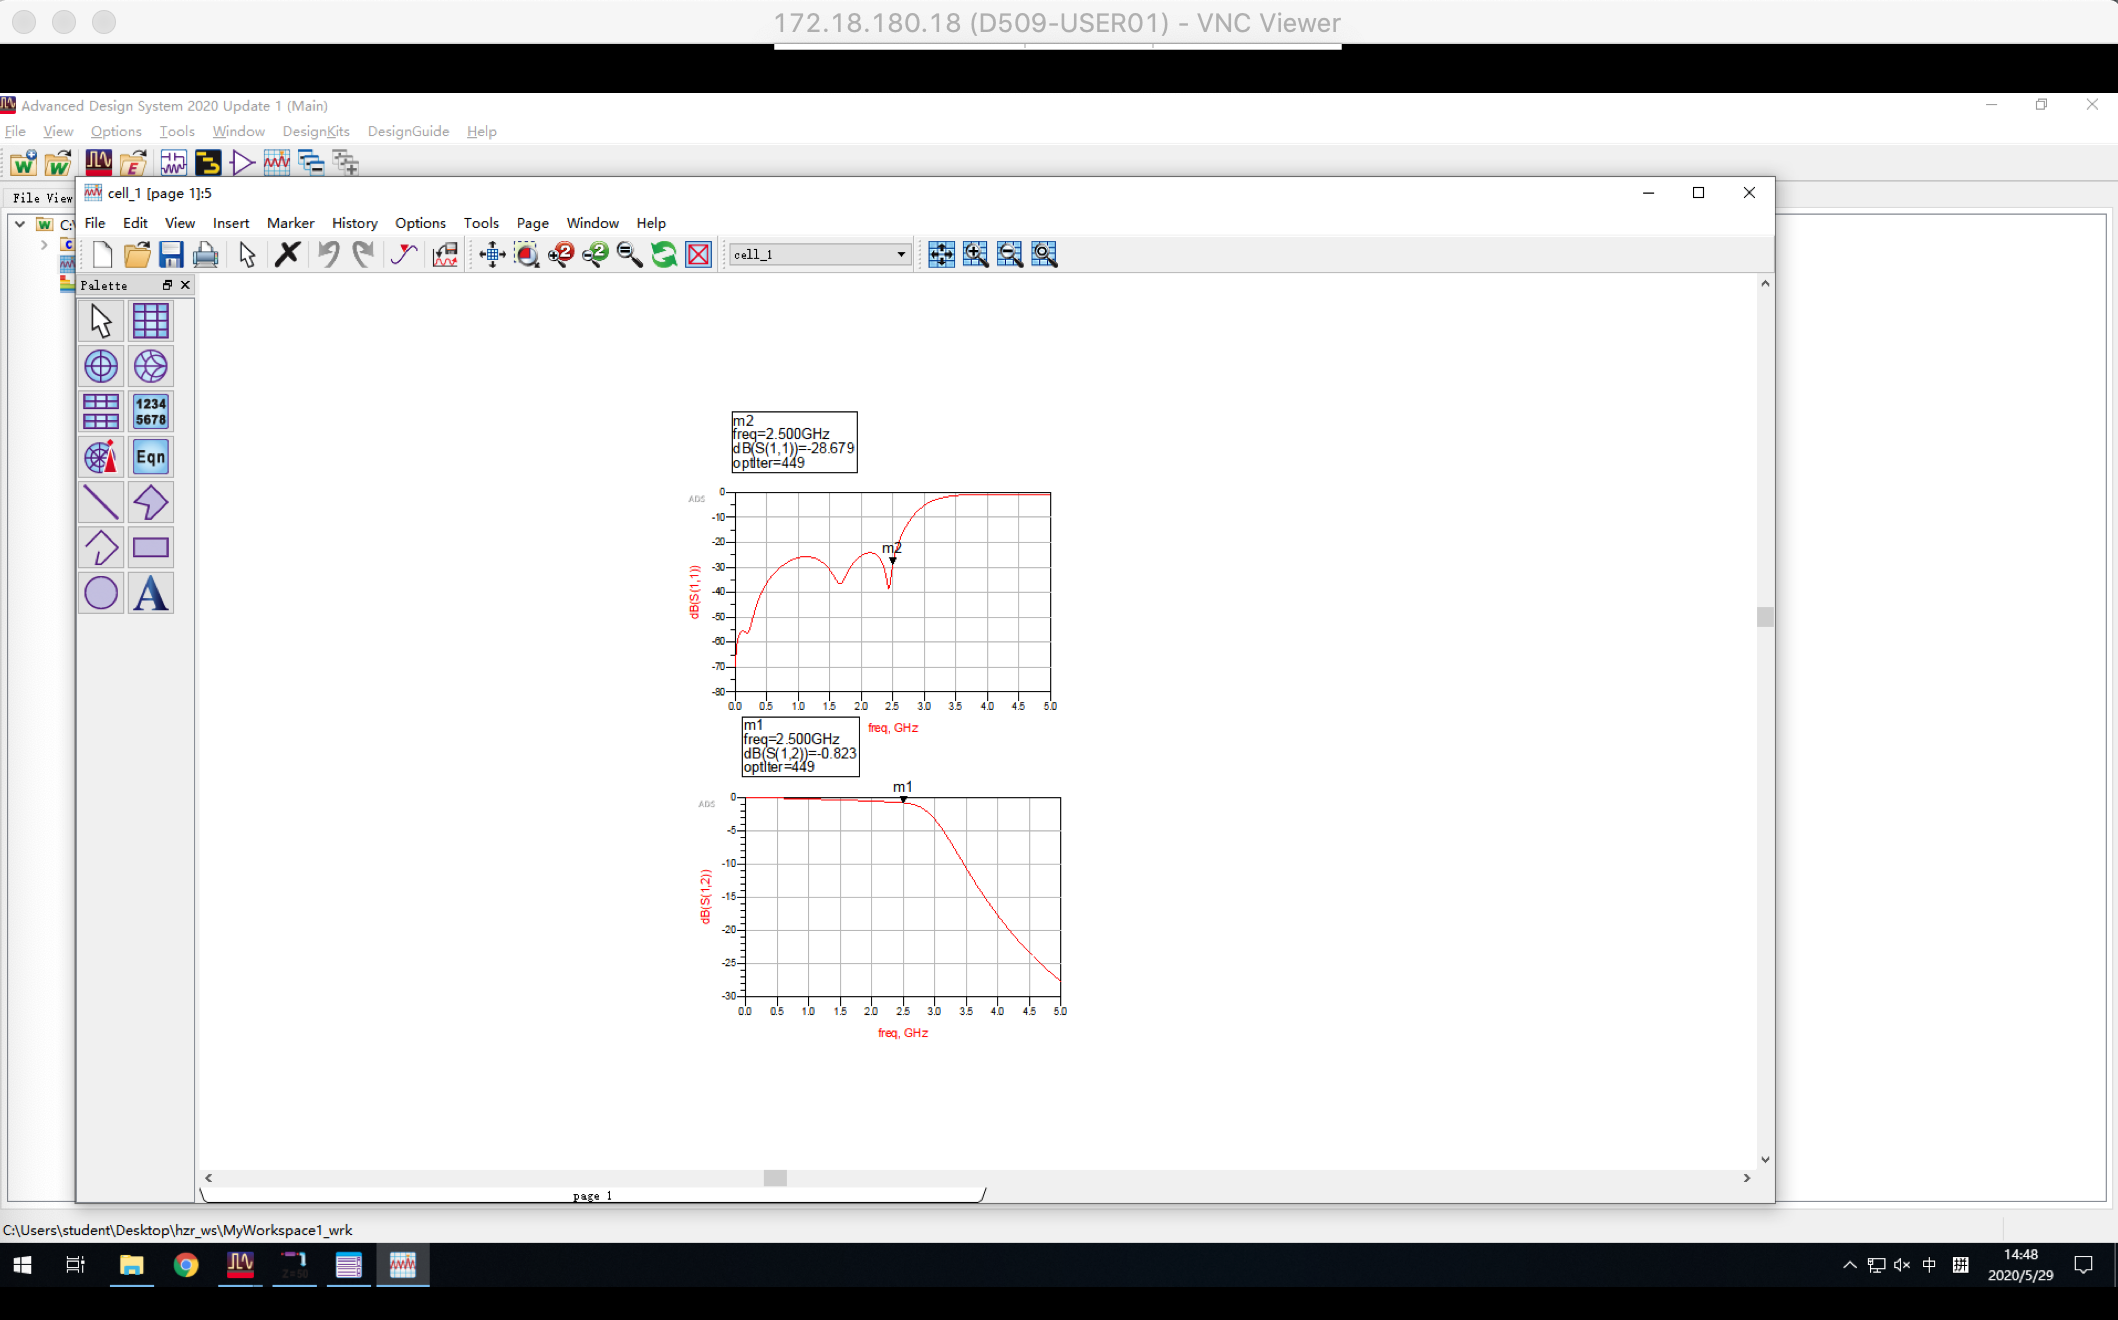 172.18.180.18 (D509-USER01) - VNC Viewer
Advanced Design System 2020 Update 1 (Main)
File View Options Tools Window DesignKits DesignGuide Help
File View
cell_1 [page 1]:5
File Edit View Insert Marker History Options Tools Page Window Help
cell_1
Palette
1234
5678
Eqn
A
m2
freq=2.500GHz
dB(S(1,1))=-28.679
optIter=449
ADS
0
-10
-20
-30
-40
-50
-60
-70
-80
dB(S(1,1))
m2
0.0 0.5 1.0 1.5 2.0 2.5 3.0 3.5 4.0 4.5 5.0
freq, GHz
m1
freq=2.500GHz
dB(S(1,2))=-0.823
optIter=449
m1
ADS
0
-5
-10
-15
-20
-25
-30
dB(S(1,2))
0.0 0.5 1.0 1.5 2.0 2.5 3.0 3.5 4.0 4.5 5.0
freq, GHz
page 1
C:\Users\student\Desktop\hzr_ws\MyWorkspace1_wrk
中 拼
14:48
2020/5/29